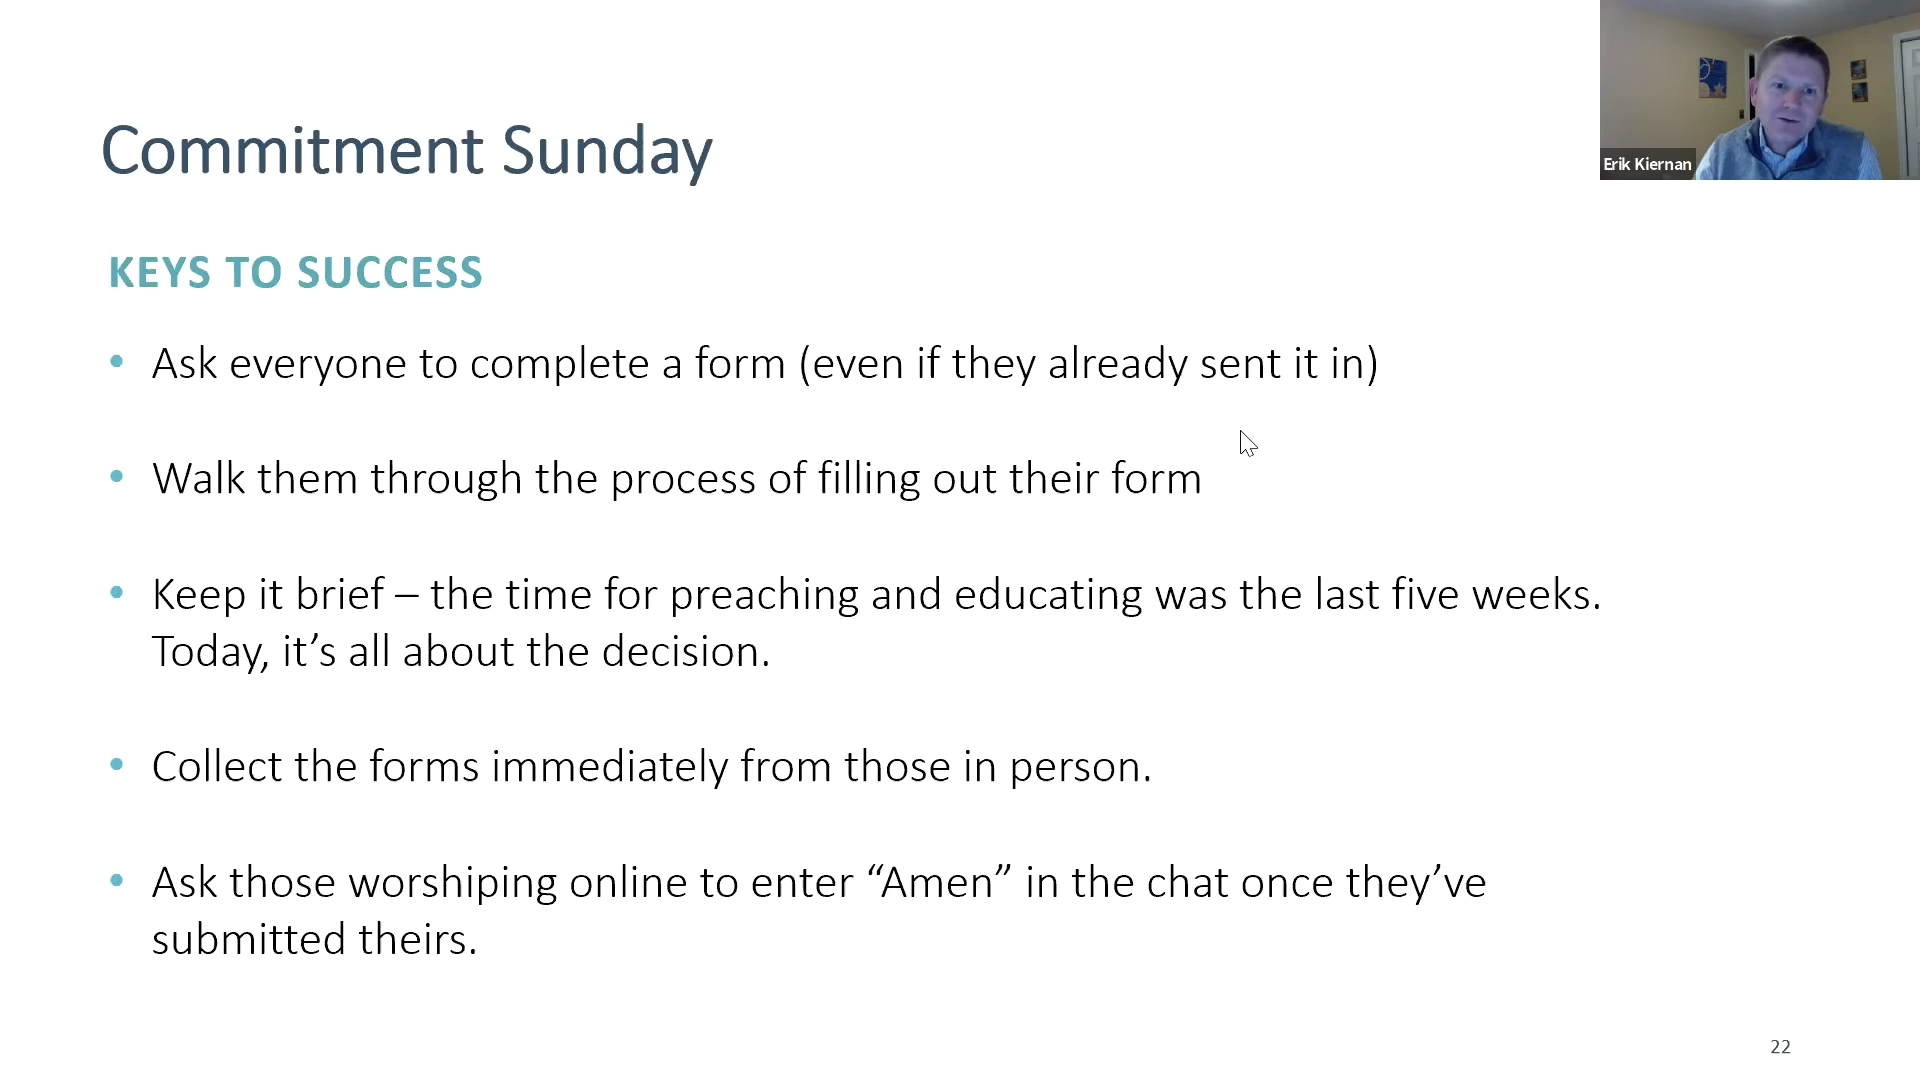 Commitment Sunday
Erik Kiernan
KEYS TO SUCCESS
• Ask everyone to complete a form (even if they already sent it in)
• Walk them through the process of filling out their form
• Keep it brief – the time for preaching and educating was the last five weeks.
Today, it’s all about the decision.
• Collect the forms immediately from those in person.
• Ask those worshiping online to enter “Amen” in the chat once they’ve
submitted theirs.
22